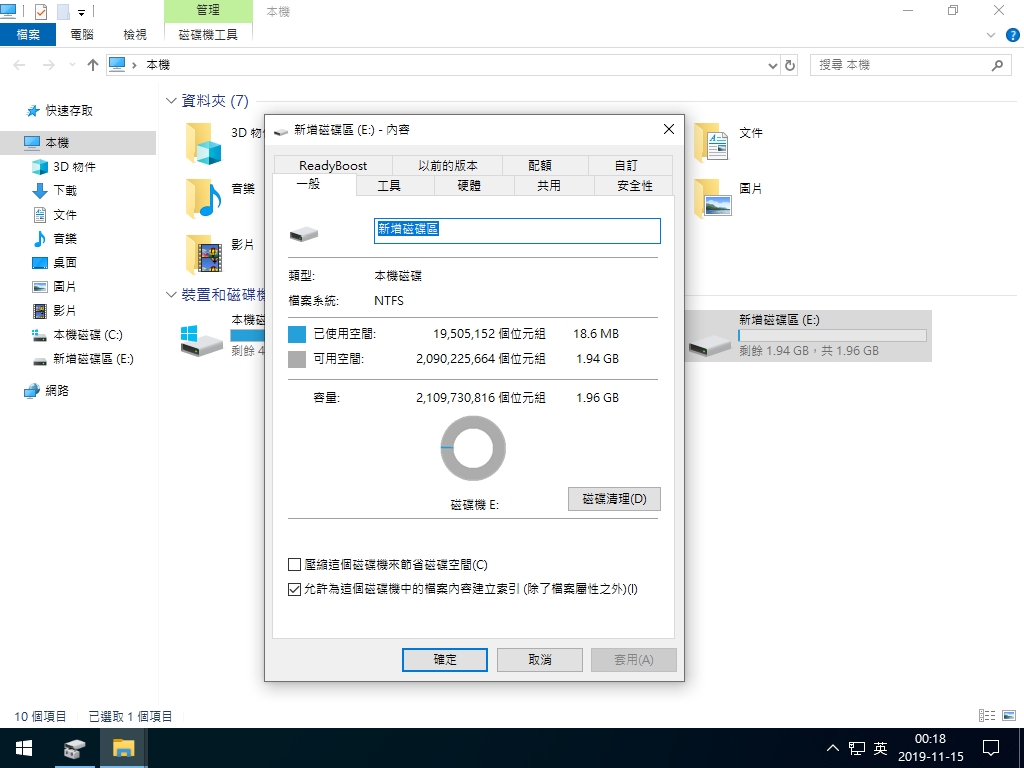 管理
本機
檔案
電腦
檢視
磁碟機工具
本機
搜尋 本機
快速存取
本機
3D 物件
下載
文件
音樂
桌面
圖片
影片
本機磁碟 (C:)
新增磁碟區 (E:)
網路
資料夾 (7)
3D 物
音樂
影片
文件
圖片
裝置和磁碟機
本機磁
剩餘 4
新增磁碟區 (E:)
剩餘 1.94 GB，共 1.96 GB
新增磁碟區 (E:) - 內容
ReadyBoost
以前的版本
配額
自訂
一般
工具
硬體
共用
安全性
新增磁碟區
類型: 本機磁碟
檔案系統: NTFS
已使用空間: 19,505,152 個位元組 18.6 MB
可用空間: 2,090,225,664 個位元組 1.94 GB
容量: 2,109,730,816 個位元組 1.96 GB
磁碟機 E:
磁碟清理(D)
壓縮這個磁碟機來節省磁碟空間(C)
允許為這個磁碟機中的檔案內容建立索引 (除了檔案屬性之外)(I)
確定
取消
套用(A)
10 個項目 已選取 1 個項目
英
00:18
2019-11-15